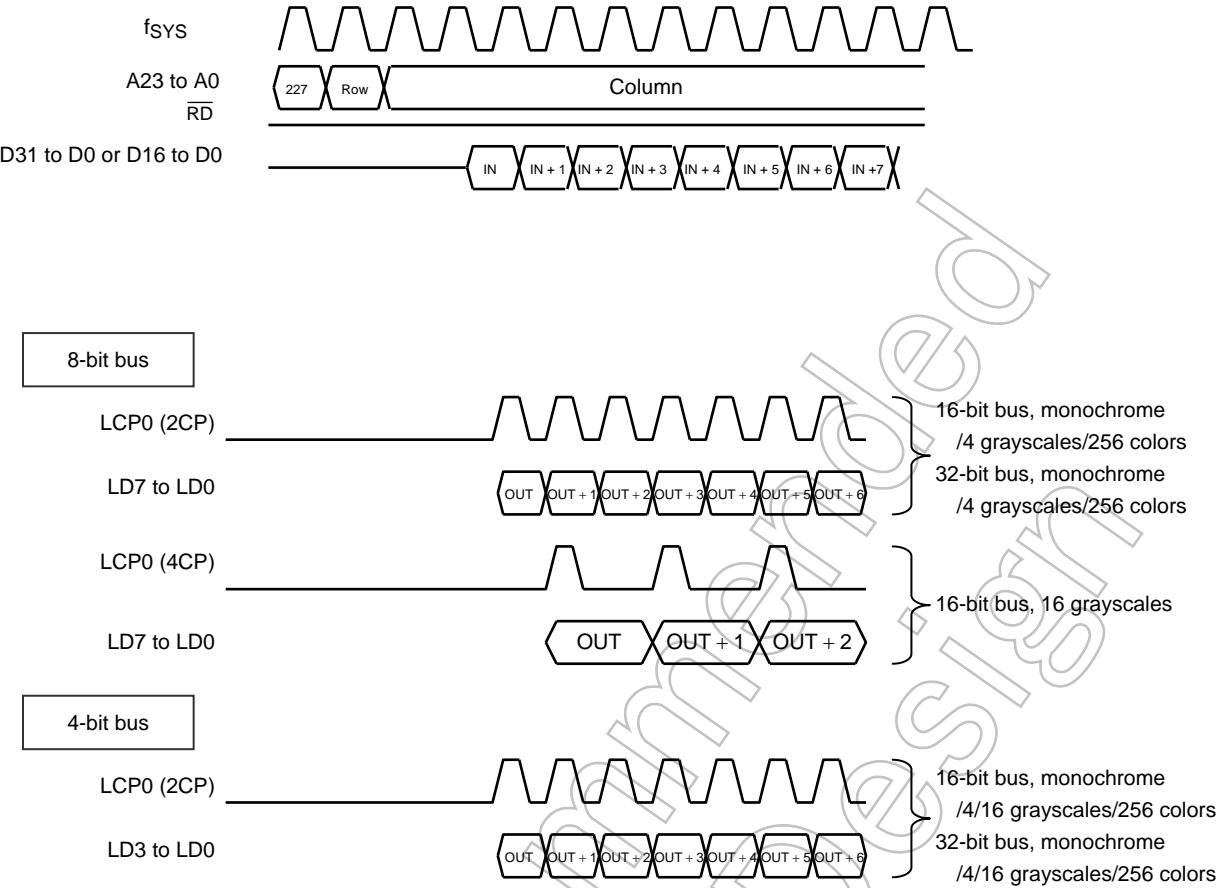 fSYS
A23 to A0
227 Row Column
RD
D31 to D0 or D16 to D0
IN IN + 1 IN + 2 IN + 3 IN + 4 IN + 5 IN + 6 IN +7
8-bit bus
LCP0 (2CP)
16-bit bus, monochrome
/4 grayscales/256 colors
32-bit bus, monochrome
/4 grayscales/256 colors
LD7 to LD0
OUT OUT + 1 OUT + 2 OUT + 3 OUT + 4 OUT + 5 OUT + 6
LCP0 (4CP)
16-bit bus, 16 grayscales
LD7 to LD0
OUT OUT + 1 OUT + 2
4-bit bus
LCP0 (2CP)
16-bit bus, monochrome
/4/16 grayscales/256 colors
32-bit bus, monochrome
/4/16 grayscales/256 colors
LD3 to LD0
OUT OUT + 1 OUT + 2 OUT + 3 OUT + 4 OUT + 5 OUT + 6
mmended
Design